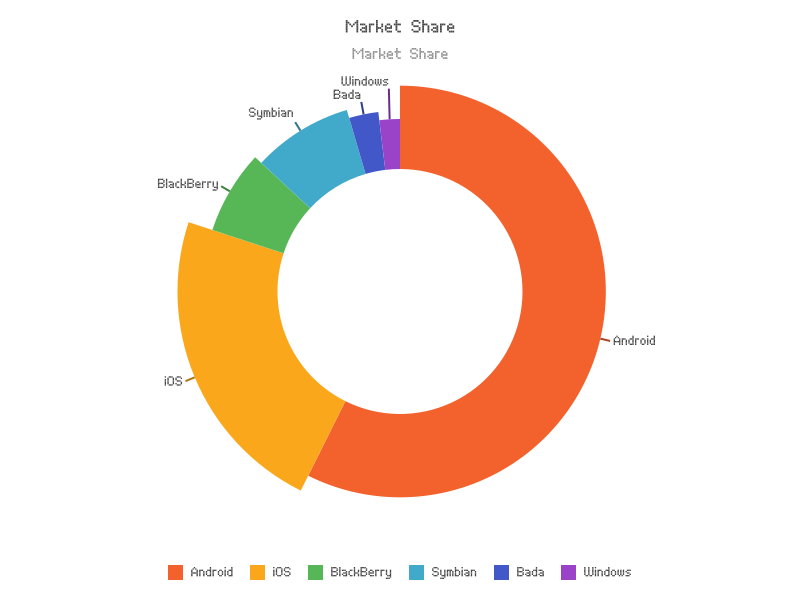 Market Share
Market Share
Windows
Bada
Symbian
BlackBerry
Android
iOS
Android iOS BlackBerry Symbian Bada Windows